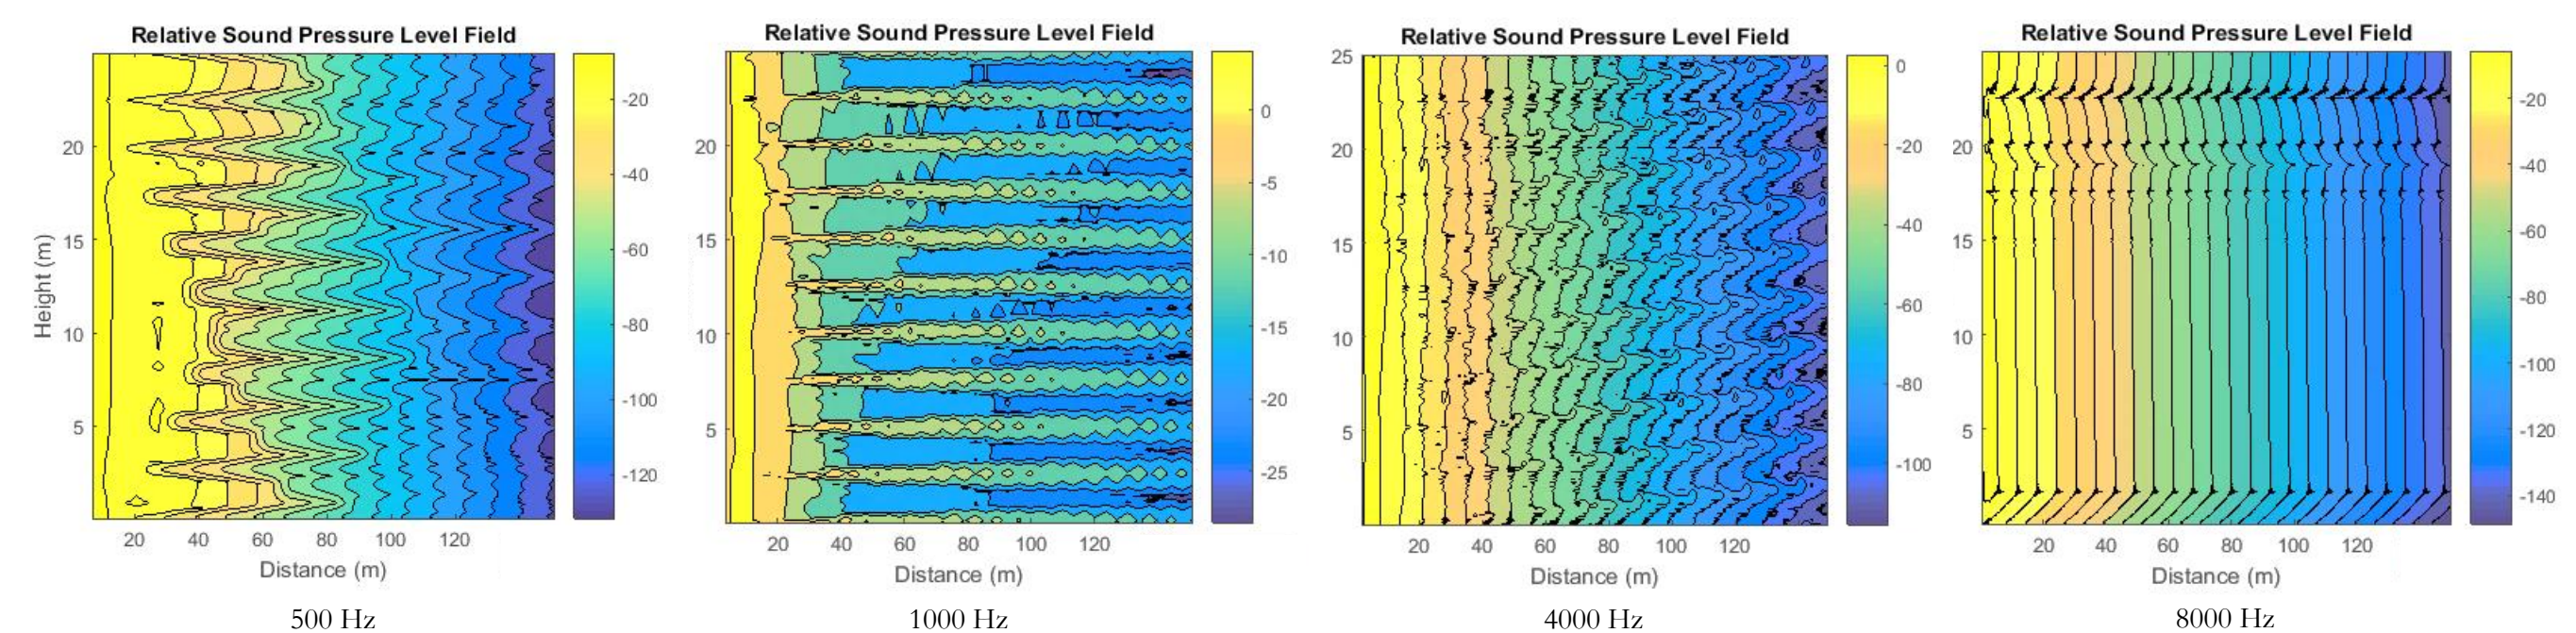 Relative Sound Pressure Level Field
Height (m)
20
15
10
5
20 40 60 80 100 120
Distance (m)
-20
-40
-60
-80
-100
-120
500 Hz
Relative Sound Pressure Level Field
20
15
10
5
20 40 60 80 100 120
Distance (m)
0
-5
-10
-15
-20
-25
1000 Hz
Relative Sound Pressure Level Field
25
20
15
10
5
20 40 60 80 100 120
Distance (m)
0
-20
-40
-60
-80
-100
4000 Hz
Relative Sound Pressure Level Field
20
15
10
5
20 40 60 80 100 120
Distance (m)
-20
-40
-60
-80
-100
-120
-140
8000 Hz